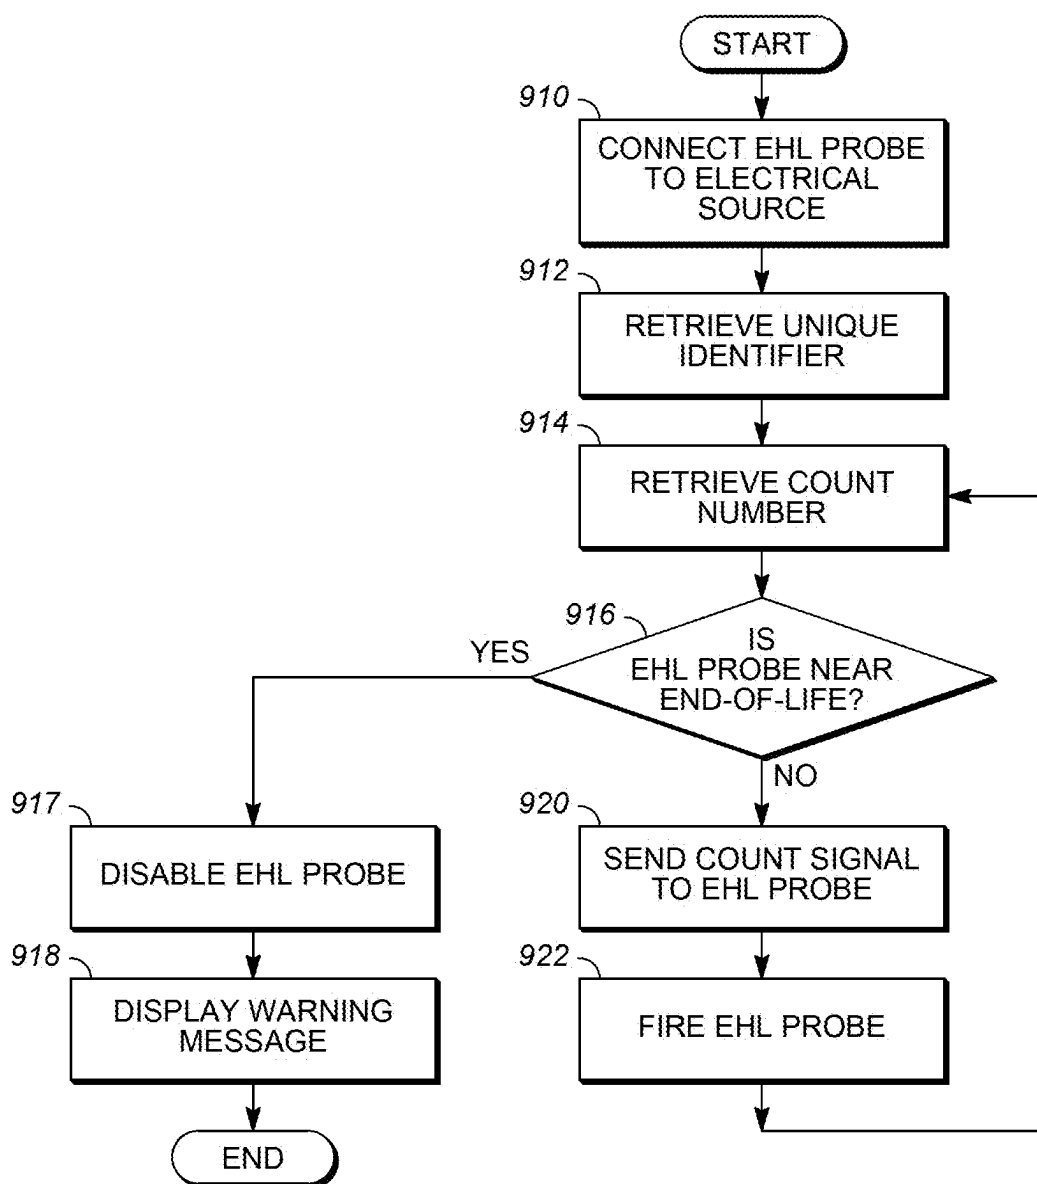 START
910
CONNECT EHL PROBE
TO ELECTRICAL
SOURCE
912
RETRIEVE UNIQUE
IDENTIFIER
914
RETRIEVE COUNT
NUMBER
916
IS
EHL PROBE NEAR
END-OF-LIFE?
YES
NO
917
DISABLE EHL PROBE
918
DISPLAY WARNING
MESSAGE
END
920
SEND COUNT SIGNAL
TO EHL PROBE
922
FIRE EHL PROBE